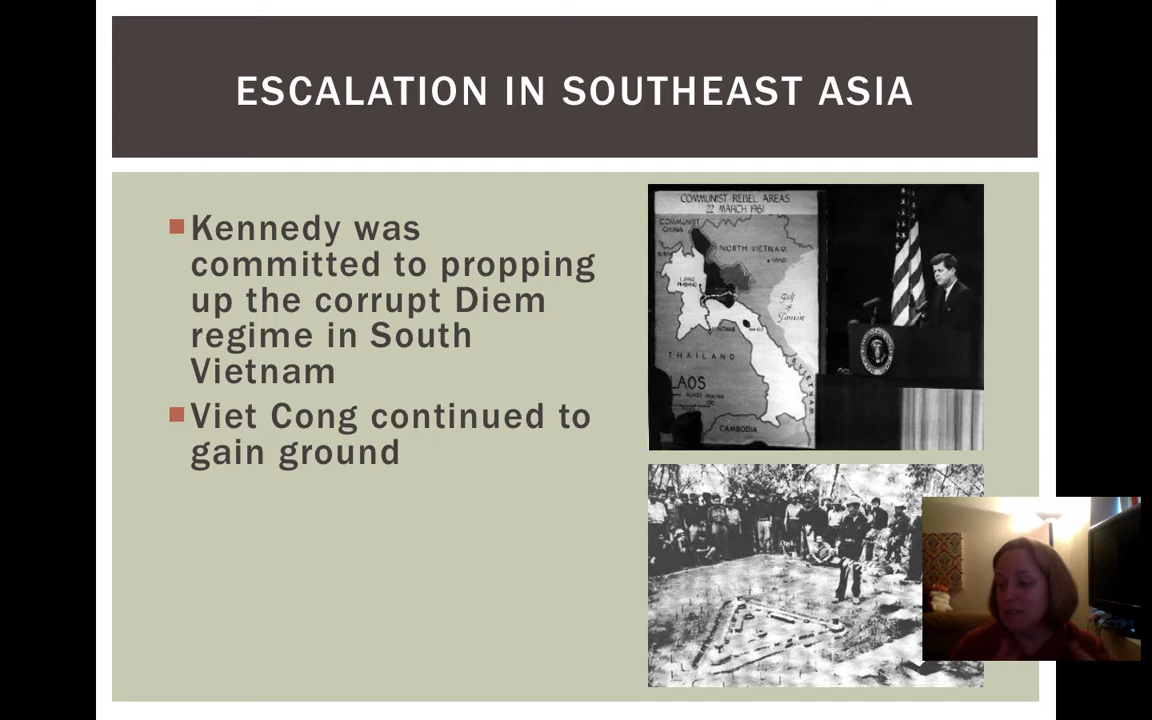 ESCALATION IN SOUTHEAST ASIA
Kennedy was
committed to propping
up the corrupt Diem
regime in South
Vietnam
Viet Cong continued to
gain ground
COMMUNIST REBEL AREAS
22 MARCH 1961
COMMUNIST
CHINA
NORTH VIETNAM
Gulf
of
Tonkin
THAILAND
LAOS
CAMBODIA